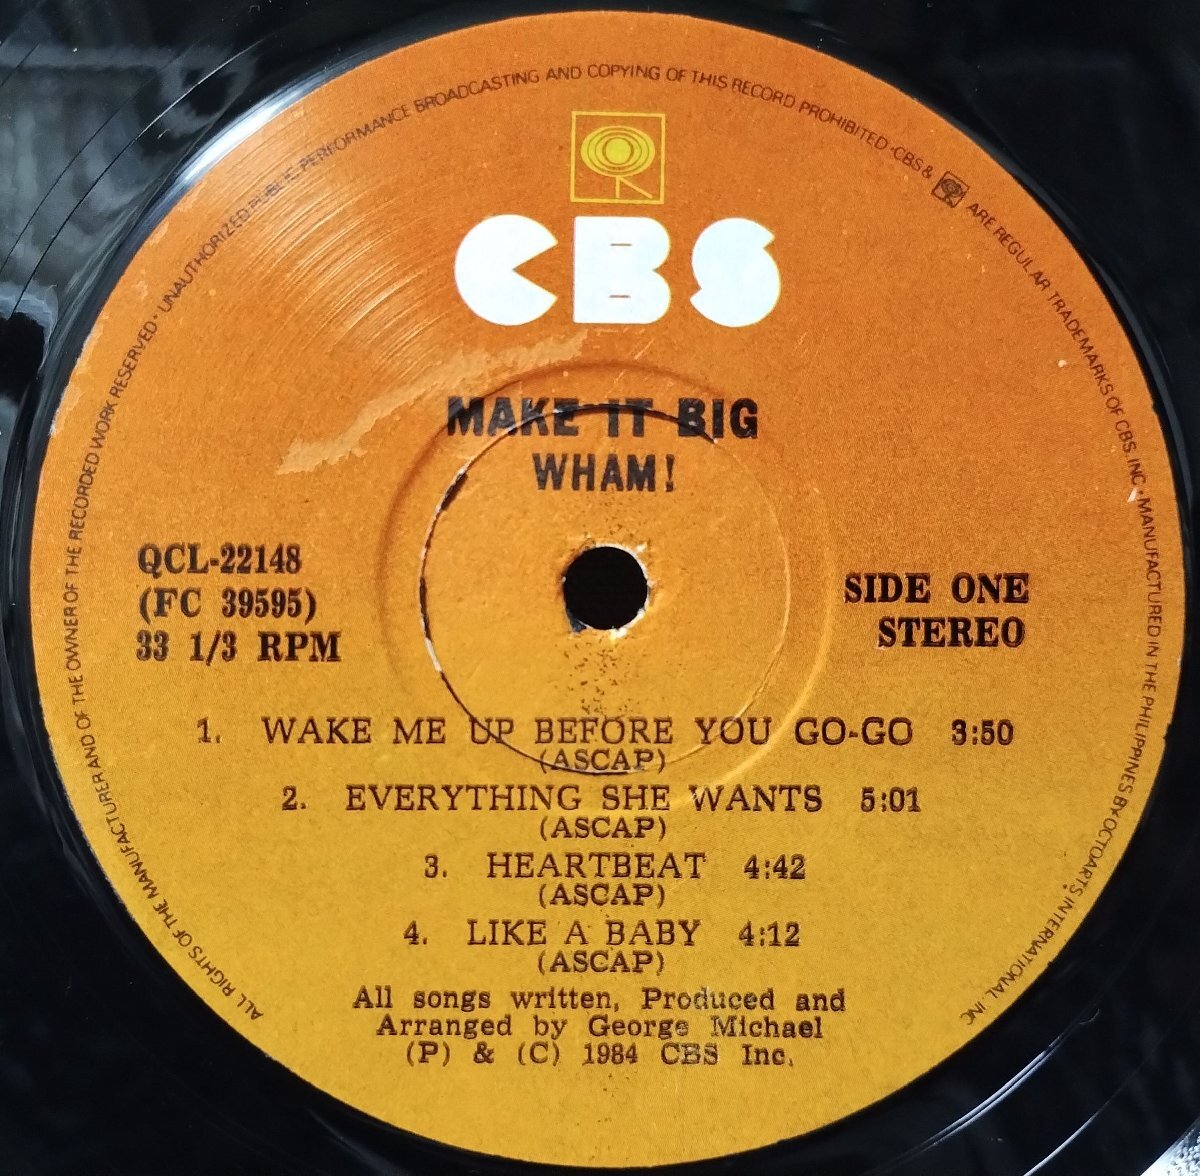 ALL RIGHTS OF THE MANUFACTURER AND OF THE OWNER OF THE RECORDED WORK RESERVED · UNAUTHORIZED PUBLIC PERFORMANCE BROADCASTING AND COPYING OF THIS RECORD PROHIBITED · CBS & ARE REGULAR TRADEMARKS OF CBS, INC · MANUFACTURED IN THE PHILIPPINES BY OCTOARTS INTERNATIONAL INC
CBS
MAKE IT BIG
WHAM!
QCL-22148
(FC 39595)
33 1/3 RPM
SIDE ONE
STEREO
1. WAKE ME UP BEFORE YOU GO-GO 3:50
(ASCAP)
2. EVERYTHING SHE WANTS 5:01
(ASCAP)
3. HEARTBEAT 4:42
(ASCAP)
4. LIKE A BABY 4:12
(ASCAP)
All songs written, Produced and
Arranged by George Michael
(P) & (C) 1984 CBS Inc.